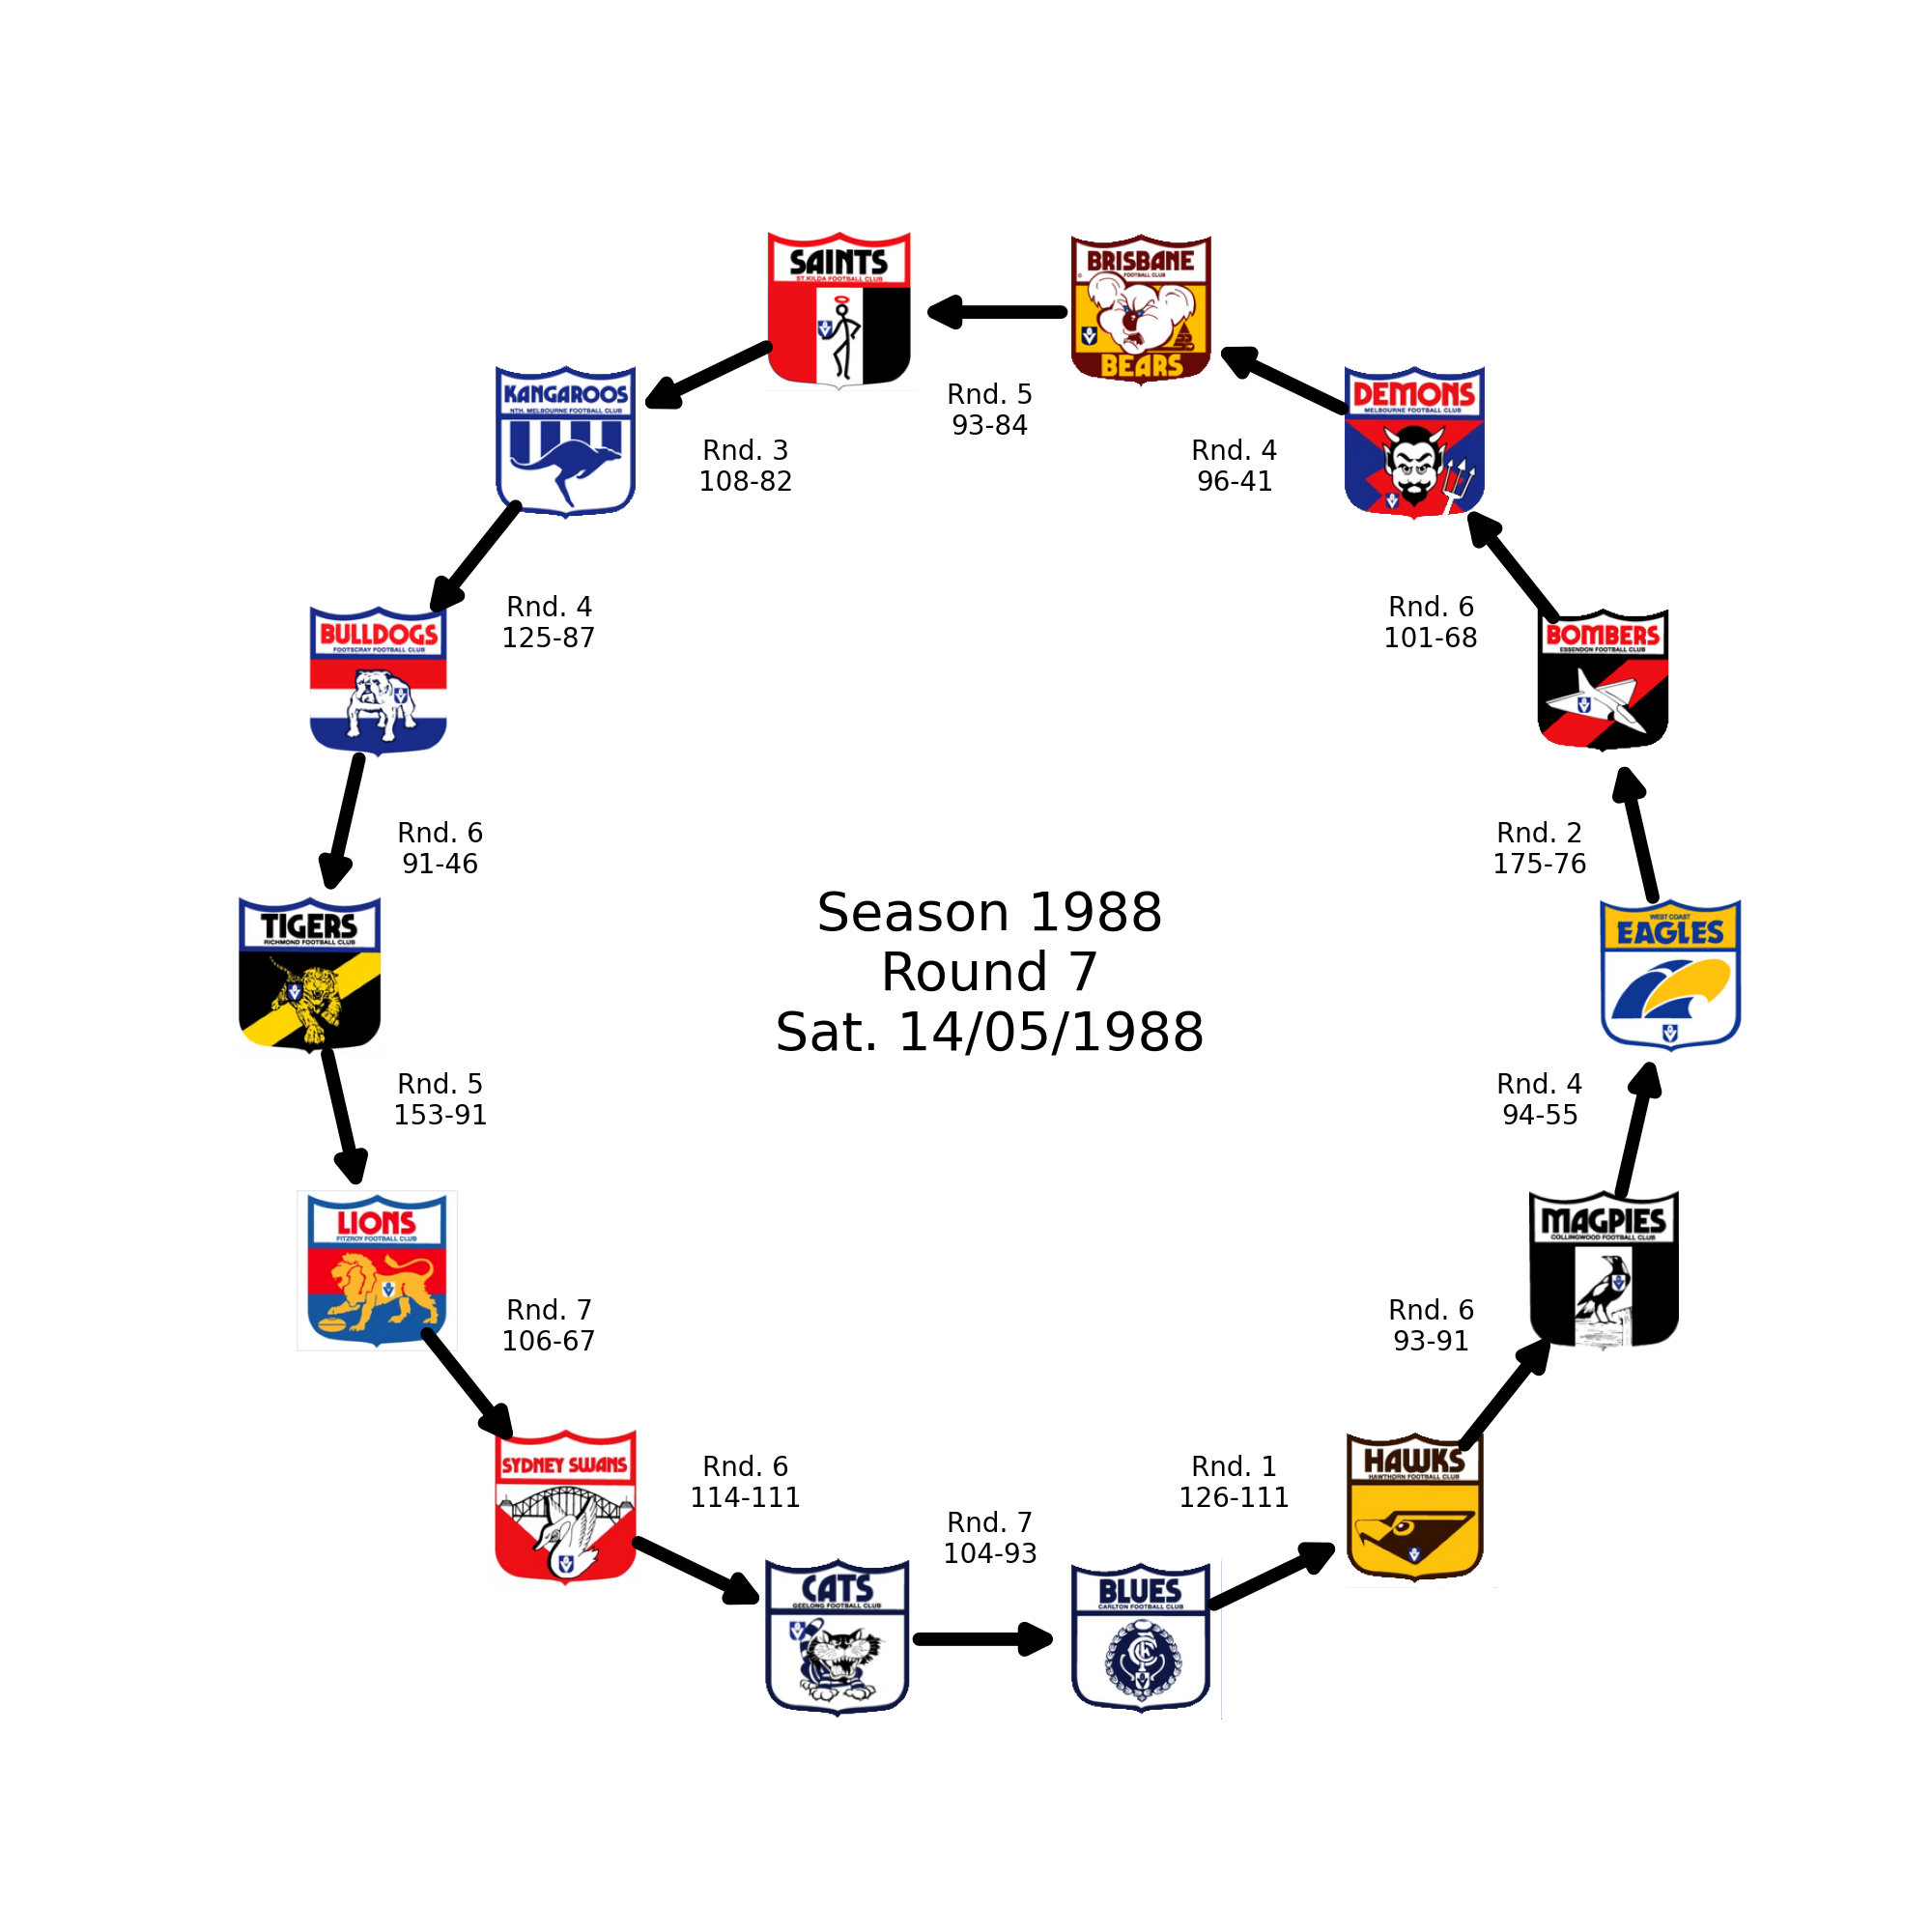 SAINTS
ST.KILDA FOOTBALL CLUB
BRISBANE
FOOTBALL CLUB
BEARS
Rnd. 5
93-84
KANGAROOS
NTH. MELBOURNE FOOTBALL CLUB
Rnd. 3
108-82
Rnd. 4
96-41
DEMONS
MELBOURNE FOOTBALL CLUB
BULLDOGS
FOOTSCRAY FOOTBALL CLUB
Rnd. 4
125-87
Rnd. 6
101-68
BOMBERS
ESSENDON FOOTBALL CLUB
Rnd. 6
91-46
Rnd. 2
175-76
TIGERS
RICHMOND FOOTBALL CLUB
Season 1988
Round 7
Sat. 14/05/1988
WEST COAST
EAGLES
Rnd. 5
153-91
Rnd. 4
94-55
LIONS
FITZROY FOOTBALL CLUB
MAGPIES
COLLINGWOOD FOOTBALL CLUB
Rnd. 7
106-67
Rnd. 6
93-91
SYDNEY SWANS
Rnd. 6
114-111
Rnd. 7
104-93
Rnd. 1
126-111
HAWKS
HAWTHORN FOOTBALL CLUB
CATS
GEELONG FOOTBALL CLUB
BLUES
CARLTON FOOTBALL CLUB